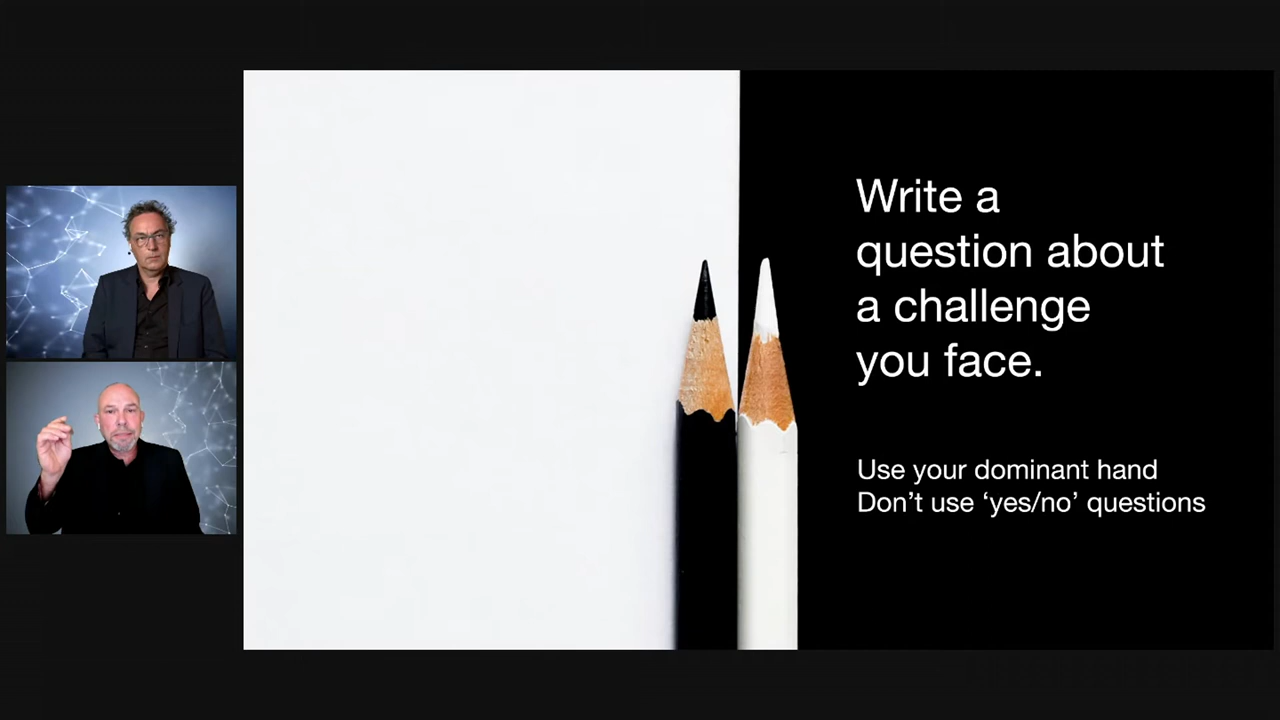 Write a
question about
a challenge
you face.
Use your dominant hand
Don’t use ‘yes/no’ questions